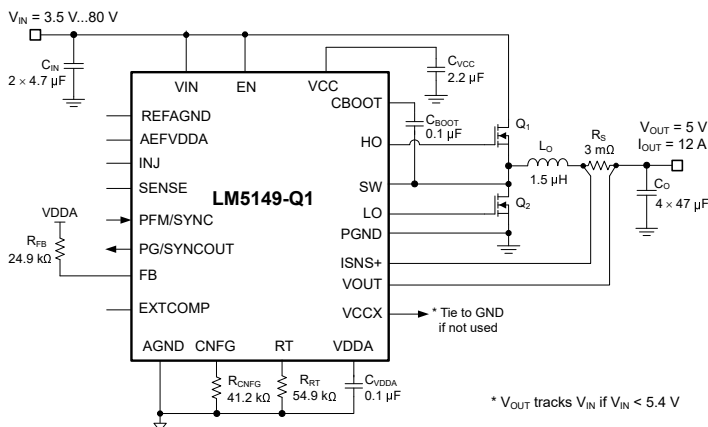 V_IN = 3.5 V...80 V
C_IN
2 × 4.7 μF
VIN
EN
VCC
C_VCC
2.2 μF
CBOOT
C_BOOT
0.1 μF
Q_1
REFAGND
AEFVDDA
INJ
SENSE
HO
L_O
1.5 μH
R_S
3 mΩ
V_OUT = 5 V
I_OUT = 12 A
LM5149-Q1
SW
C_O
4 × 47 μF
VDDA
R_FB
24.9 kΩ
PFM/SYNC
PG/SYNCOUT
FB
EXTCOMP
LO
Q_2
PGND
ISNS+
VOUT
VCCX
* Tie to GND
if not used
AGND
CNFG
RT
VDDA
R_CNFG
41.2 kΩ
R_RT
54.9 kΩ
C_VDDA
0.1 μF
* V_OUT tracks V_IN if V_IN < 5.4 V